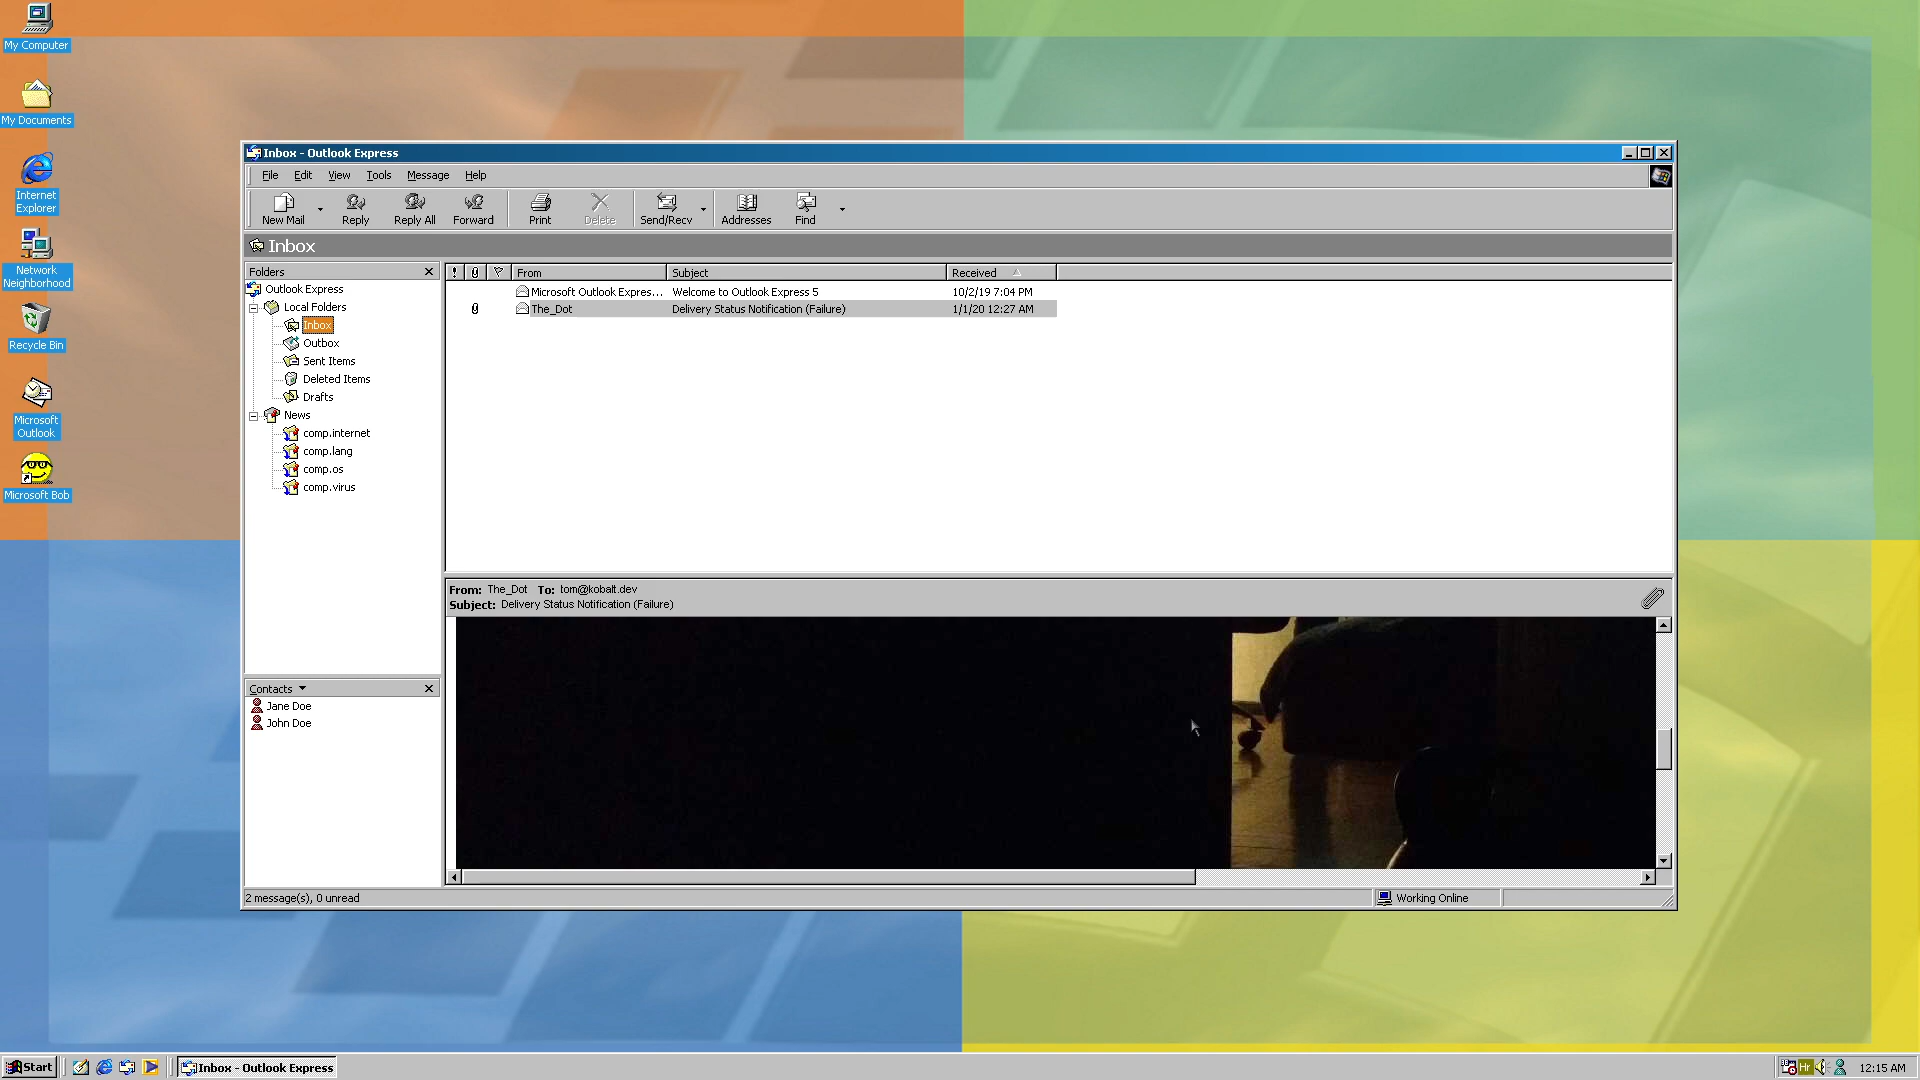 My Computer
My Documents
Internet
Explorer
Network
Neighborhood
Recycle Bin
Microsoft
Outlook
Microsoft Bob
Inbox - Outlook Express
File Edit View Tools Message Help
New Mail Reply Reply All Forward Print Delete Send/Recv Addresses Find
Inbox
Folders
Outlook Express
Local Folders
Inbox
Outbox
Sent Items
Deleted Items
Drafts
News
comp.internet
comp.lang
comp.os
comp.virus
Contacts
Jane Doe
John Doe
! From Subject Received
Microsoft Outlook Expres... Welcome to Outlook Express 5 10/2/19 7:04 PM
The_Dot Delivery Status Notification (Failure) 1/1/20 12:27 AM
From: The_Dot To: tom@kobalt.dev
Subject: Delivery Status Notification (Failure)
2 message(s), 0 unread
Working Online
Start
Inbox - Outlook Express
Hr
12:15 AM